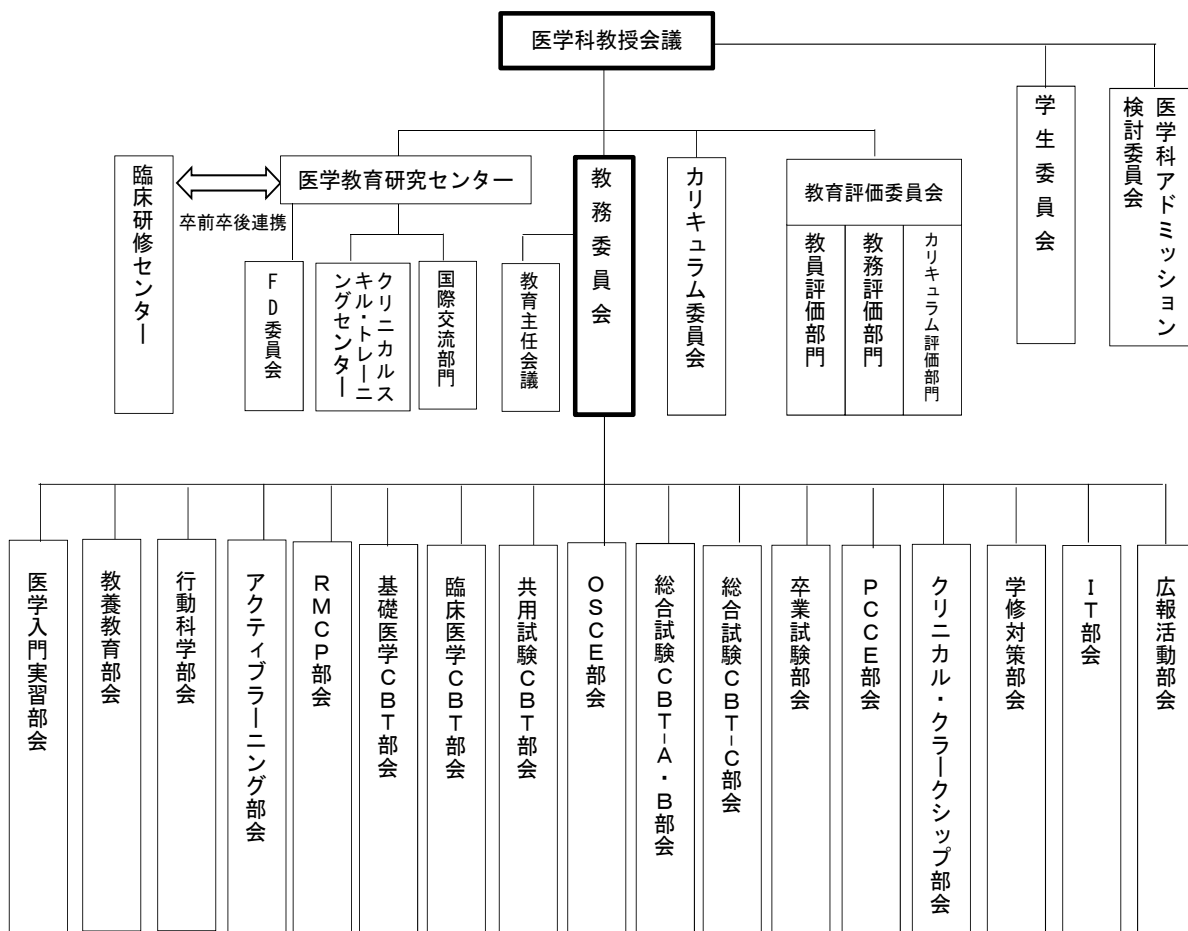 医学科教授会議
学生委員会
医学科アドミッション
検討委員会
臨床研修センター
卒前卒後連携
医学教育研究センター
教務委員会
カリキュラム委員会
教育評価委員会
教員評価部門
教務評価部門
カリキュラム評価部門
FD委員会
クリニカルス
キル・トレーニ
ングセンター
国際交流部門
教育主任会議
医学入門実習部会
教養教育部会
行動科学部会
アクティブラーニング部会
RMCP部会
基礎医学CBT部会
臨床医学CBT部会
共用試験CBT部会
OSCE部会
総合試験CBT-A・B部会
総合試験CBT-C部会
卒業試験部会
PCCE部会
クリニカル・クラークシップ部会
学修対策部会
IT部会
広報活動部会